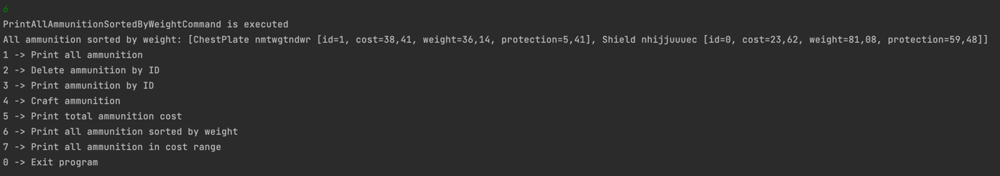 6
PrintAllAmmunitionSortedByWeightCommand is executed
All ammunition sorted by weight: [ChestPlate nmtwgtndwr [id=1, cost=38,41, weight=36,14, protection=5,41], Shield nhijjuuuec [id=0, cost=23,62, weight=81,08, protection=59,48]]
1 -> Print all ammunition
2 -> Delete ammunition by ID
3 -> Print ammunition by ID
4 -> Craft ammunition
5 -> Print total ammunition cost
6 -> Print all ammunition sorted by weight
7 -> Print all ammunition in cost range
0 -> Exit program